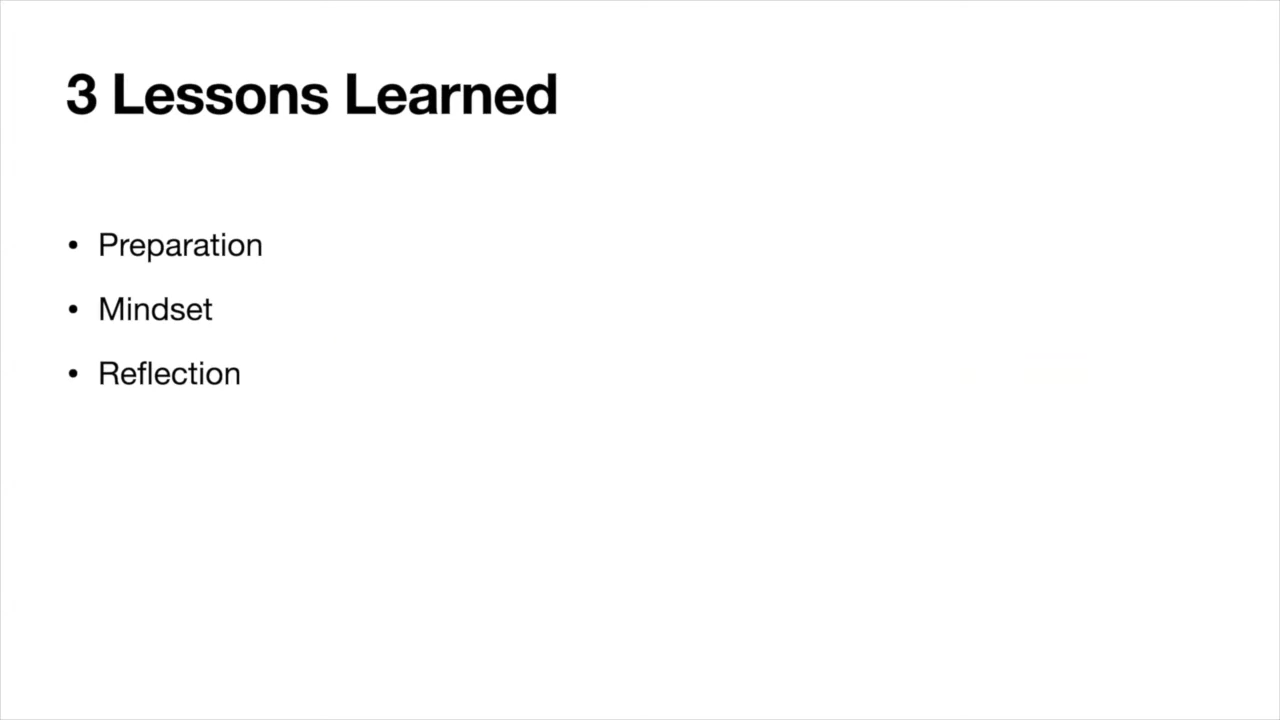 3 Lessons Learned
• Preparation
• Mindset
• Reflection